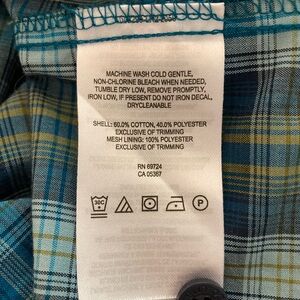 MACHINE WASH COLD GENTLE,
NON-CHLORINE BLEACH WHEN NEEDED,
TUMBLE DRY LOW, REMOVE PROMPTLY,
IRON LOW, IF PRESENT DO NOT IRON DECAL,
DRYCLEANABLE
SHELL: 60.0% COTTON, 40.0% POLYESTER
EXCLUSIVE OF TRIMMING
MESH LINING: 100% POLYESTER
EXCLUSIVE OF TRIMMING
RN 69724
CA 05367
30C
P